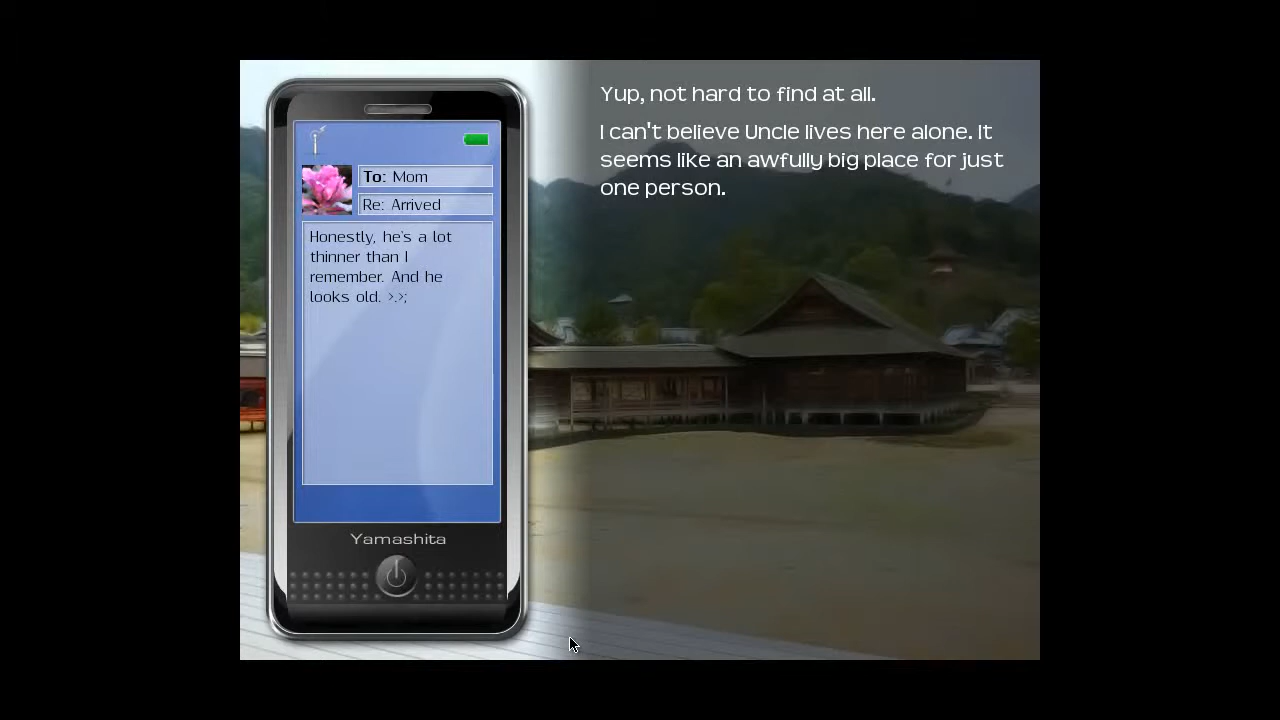 Yup, not hard to find at all.
I can't believe Uncle lives here alone. It
seems like an awfully big place for just
one person.
To: Mom
Re: Arrived
Honestly, he's a lot
thinner than I
remember. And he
looks old. >.>;
Yamashita